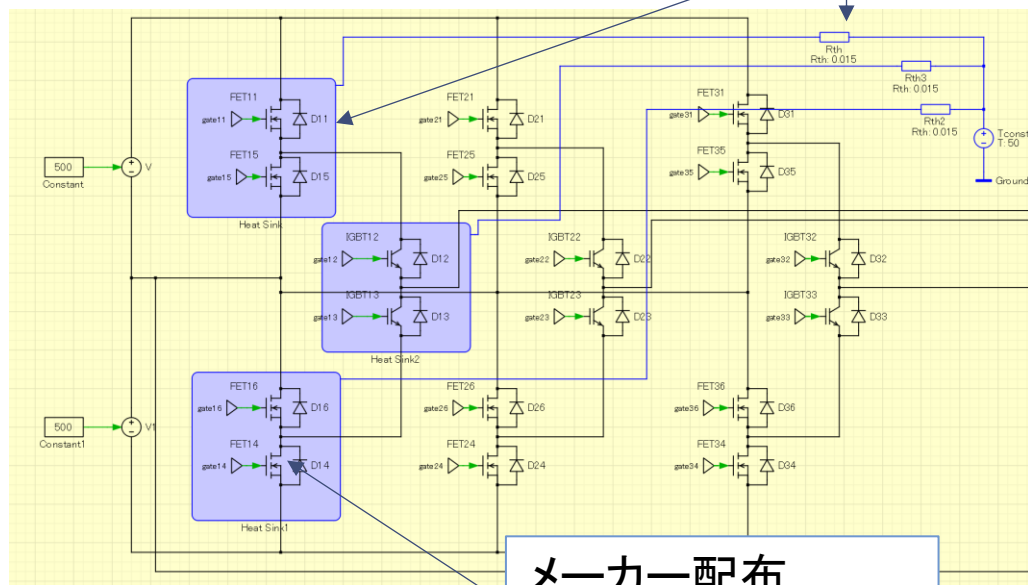 Rth
Rth: 0.015
Rth3
Rth: 0.015
Rth2
Rth: 0.015
FET11
FET21
FET31
gate11
D11
gate21
D21
gate31
D31
Tconst
T: 50
FET15
FET25
FET35
500
Constant
V
gate15
D15
gate25
D25
gate35
D35
Ground
Heat Sink
IGBT12
IGBT22
IGBT32
gate12
D12
gate22
D22
gate32
D32
IGBT13
IGBT23
IGBT33
gate13
D13
gate23
D23
gate33
D33
Heat Sink2
FET16
FET26
FET36
gate16
D16
gate26
D26
gate36
D36
500
Constant1
V1
FET14
FET24
FET34
gate14
D14
gate24
D24
gate34
D34
Heat Sink1
メーカー配布